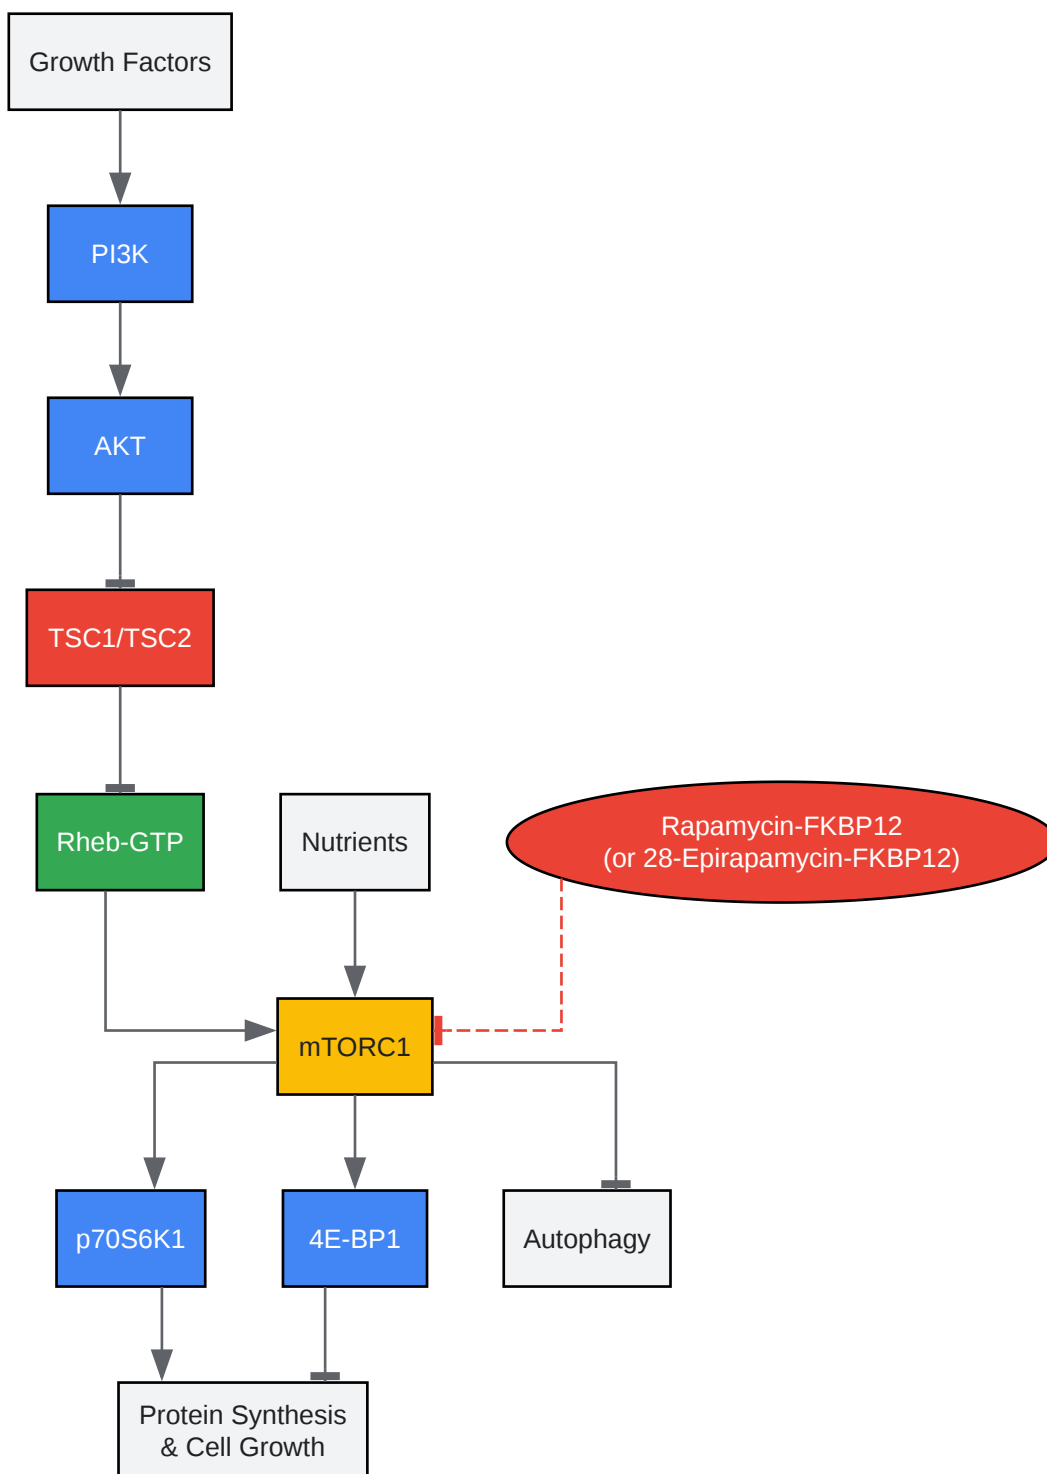 Growth Factors
PI3K
AKT
TSC1/TSC2
Rheb-GTP
Nutrients
Rapamycin-FKBP12
(or 28-Epirapamycin-FKBP12)
mTORC1
p70S6K1
4E-BP1
Autophagy
Protein Synthesis
& Cell Growth